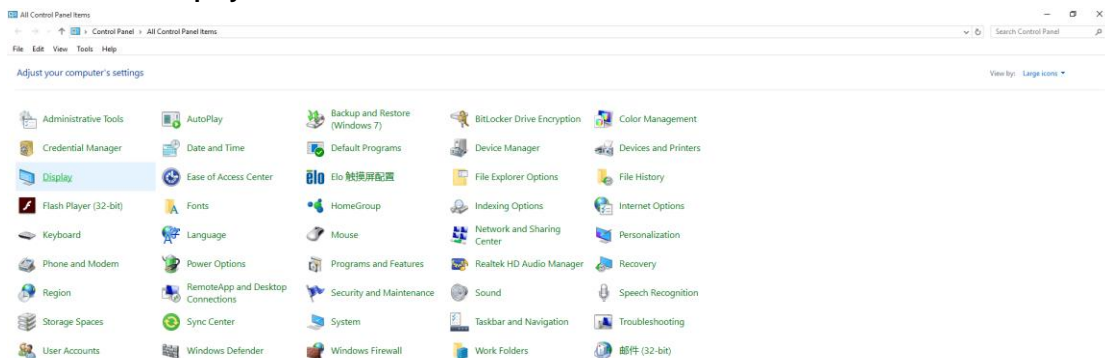 All Control Panel Items
Control Panel › All Control Panel Items
Search Control Panel
File Edit View Tools Help
Adjust your computer's settings
View by: Large icons
Administrative Tools
AutoPlay
Backup and Restore
(Windows 7)
BitLocker Drive Encryption
Color Management
Credential Manager
Date and Time
Default Programs
Device Manager
Devices and Printers
Display
Ease of Access Center
elo Elo 触摸屏配置
File Explorer Options
File History
Flash Player (32-bit)
Fonts
HomeGroup
Indexing Options
Internet Options
Keyboard
Language
Mouse
Network and Sharing
Center
Personalization
Phone and Modem
Power Options
Programs and Features
Realtek HD Audio Manager
Recovery
Region
RemoteApp and Desktop
Connections
Security and Maintenance
Sound
Speech Recognition
Storage Spaces
Sync Center
System
Taskbar and Navigation
Troubleshooting
User Accounts
Windows Defender
Windows Firewall
Work Folders
邮件 (32-bit)